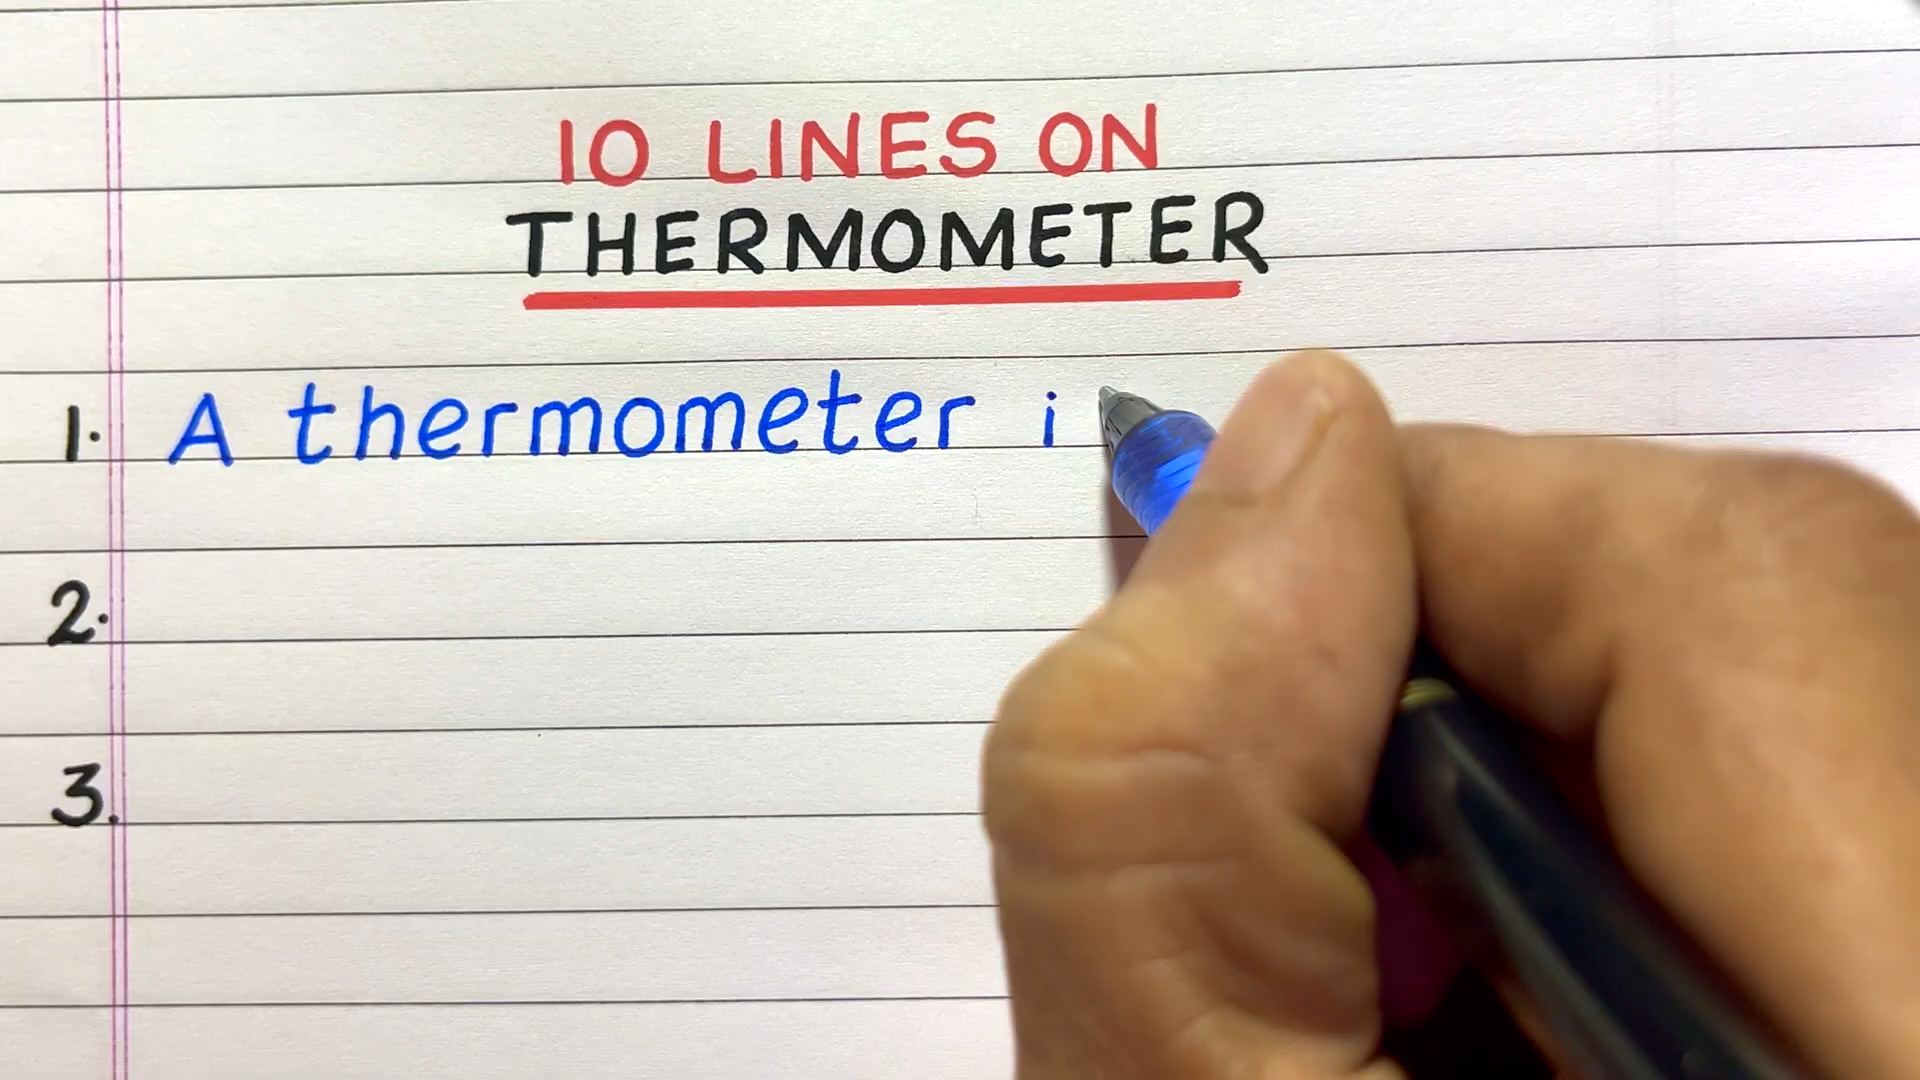 10 LINES ON
THERMOMETER
1. A thermometer i
2.
3.